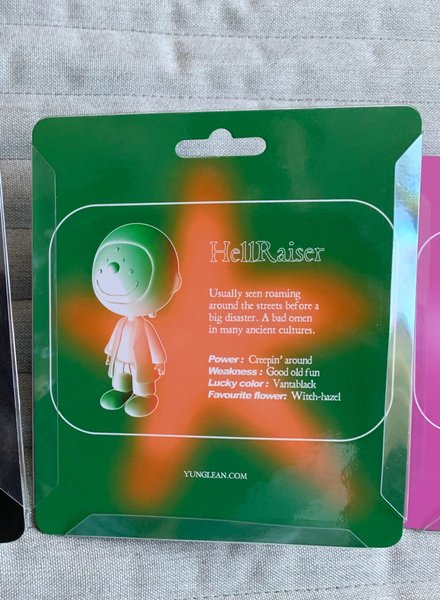 HellRaiser
Usually seen roaming
around the streets before a
big disaster. A bad omen
in many ancient cultures.
Power : Creepin' around
Weakness : Good old fun
Lucky color : Vantablack
Favourite flower: Witch-hazel
YUNGLEAN.COM